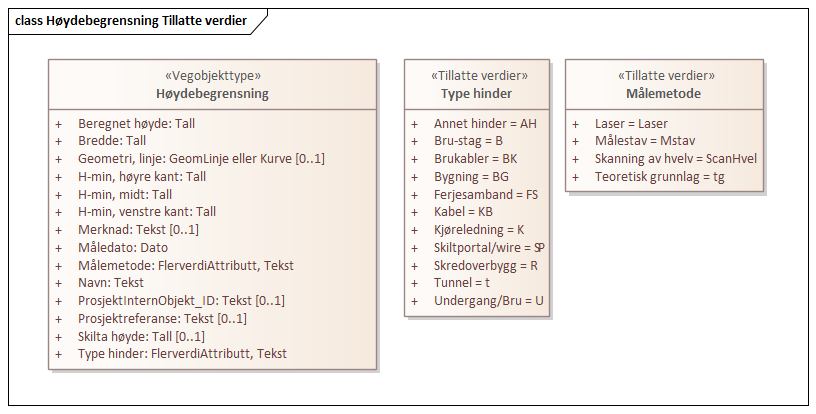 class Høydebegrensning Tillatte verdier
«Vegobjekttype»
Høydebegrensning
+ Beregnet høyde: Tall
+ Bredde: Tall
+ Geometri, linje: GeomLinje eller Kurve [0..1]
+ H-min, høyre kant: Tall
+ H-min, midt: Tall
+ H-min, venstre kant: Tall
+ Merknad: Tekst [0..1]
+ Måledato: Dato
+ Målemetode: FlerverdiAttributt, Tekst
+ Navn: Tekst
+ ProsjektInternObjekt_ID: Tekst [0..1]
+ Prosjektreferanse: Tekst [0..1]
+ Skilta høyde: Tall [0..1]
+ Type hinder: FlerverdiAttributt, Tekst
«Tillatte verdier»
Type hinder
+ Annet hinder = AH
+ Bru-stag = B
+ Brukabler = BK
+ Bygning = BG
+ Ferjesamband = FS
+ Kabel = KB
+ Kjøreledning = K
+ Skiltportal/wire = SP
+ Skredoverbygg = R
+ Tunnel = t
+ Undergang/Bru = U
«Tillatte verdier»
Målemetode
+ Laser = Laser
+ Målestav = Mstav
+ Skanning av hvelv = ScanHvel
+ Teoretisk grunnlag = tg